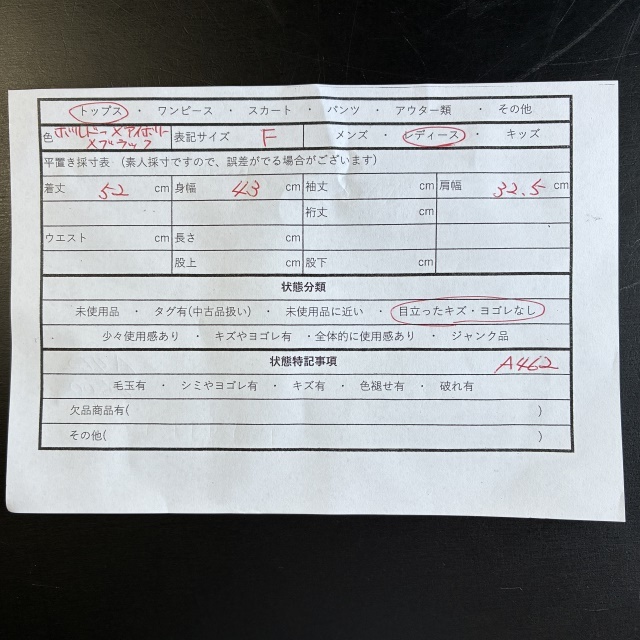 トップス ・ ワンピース ・ スカート ・ パンツ ・ アウター類 ・ その他
色 ボルドー×アイボリー 表記サイズ F メンズ ・ レディース ・ キッズ
×ブラック
平置き採寸表 （素人採寸ですので、誤差がでる場合がございます）
着丈 52 cm 身幅 43 cm 袖丈 cm 肩幅 32.5 cm
裄丈 cm
ウエスト cm 長さ cm
股上 cm 股下 cm
状態分類
未使用品 ・ タグ有(中古品扱い) ・ 未使用品に近い ・ 目立ったキズ・ヨゴレなし
少々使用感あり ・ キズやヨゴレ有 ・全体的に使用感あり ・ ジャンク品
状態特記事項 A462
毛玉有 ・ シミやヨゴレ有 ・ キズ有 ・ 色褪せ有 ・ 破れ有
欠品商品有( )
その他( )